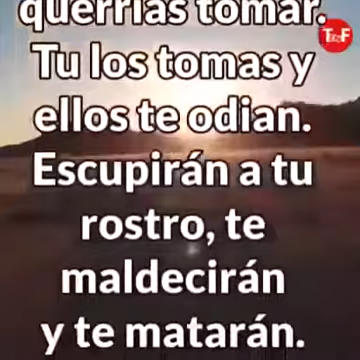 querrías tomar.
T&F
Tu los tomas y
ellos te odian.
Escupirán a tu
rostro, te
maldecirán
y te matarán.